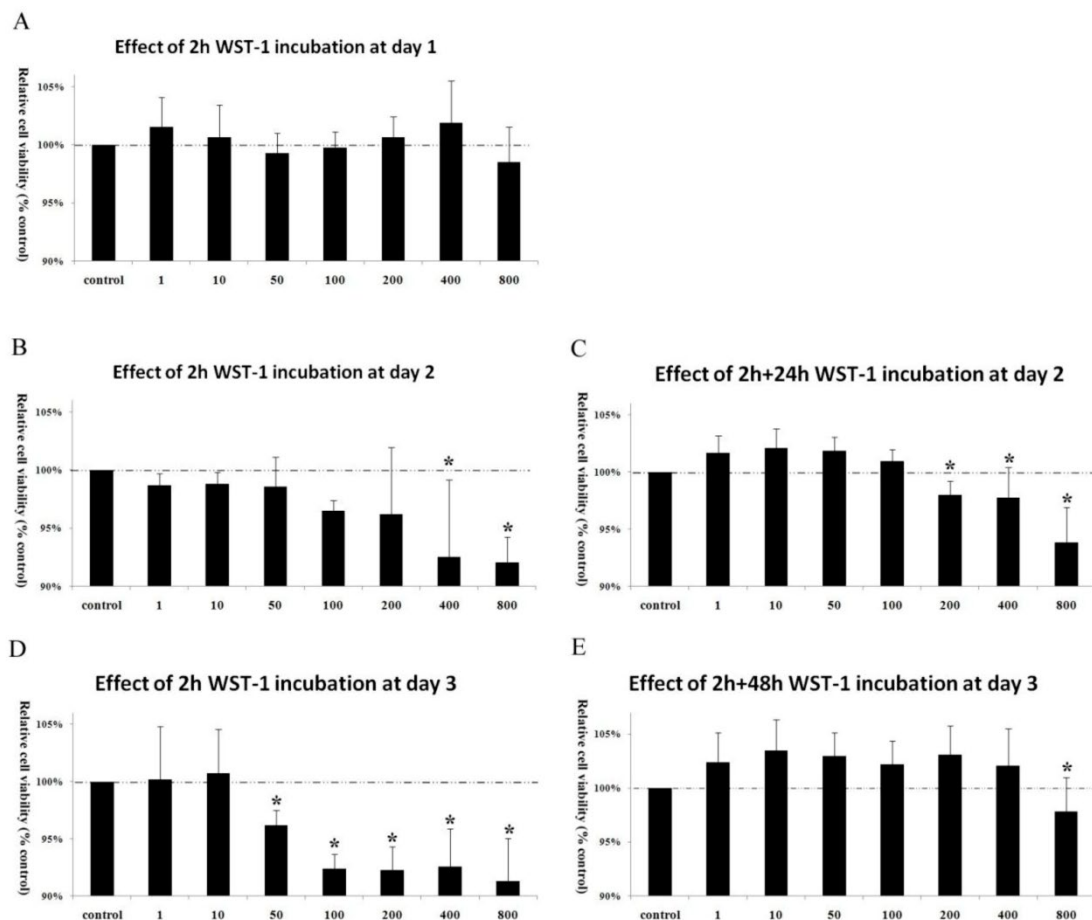 A
Effect of 2h WST-1 incubation at day 1
Relative cell viability (% control)
105%
100%
95%
90%
control 1 10 50 100 200 400 800
B
Effect of 2h WST-1 incubation at day 2
Relative cell viability (% control)
105%
100%
95%
90%
* *
control 1 10 50 100 200 400 800
C
Effect of 2h+24h WST-1 incubation at day 2
Relative cell viability (% control)
105%
100%
95%
90%
* * *
control 1 10 50 100 200 400 800
D
Effect of 2h WST-1 incubation at day 3
Relative cell viability (% control)
105%
100%
95%
90%
* * * * *
control 1 10 50 100 200 400 800
E
Effect of 2h+48h WST-1 incubation at day 3
Relative cell viability (% control)
105%
100%
95%
90%
*
control 1 10 50 100 200 400 800